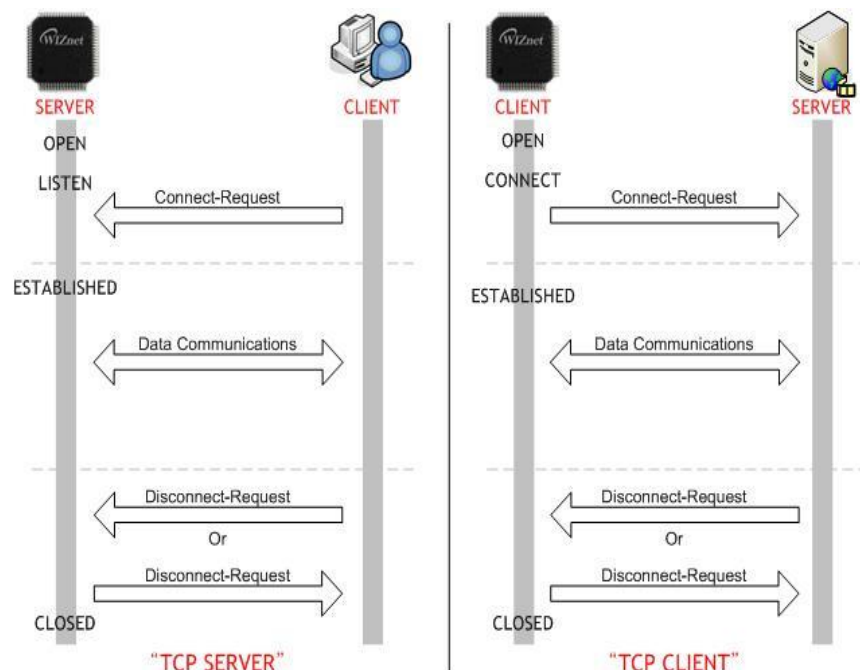 WIZnet
SERVER
CLIENT
OPEN
LISTEN
Connect-Request
ESTABLISHED
Data Communications
Disconnect-Request
Or
Disconnect-Request
CLOSED
"TCP SERVER"
WIZnet
CLIENT
SERVER
OPEN
CONNECT
Connect-Request
ESTABLISHED
Data Communications
Disconnect-Request
Or
Disconnect-Request
CLOSED
"TCP CLIENT"